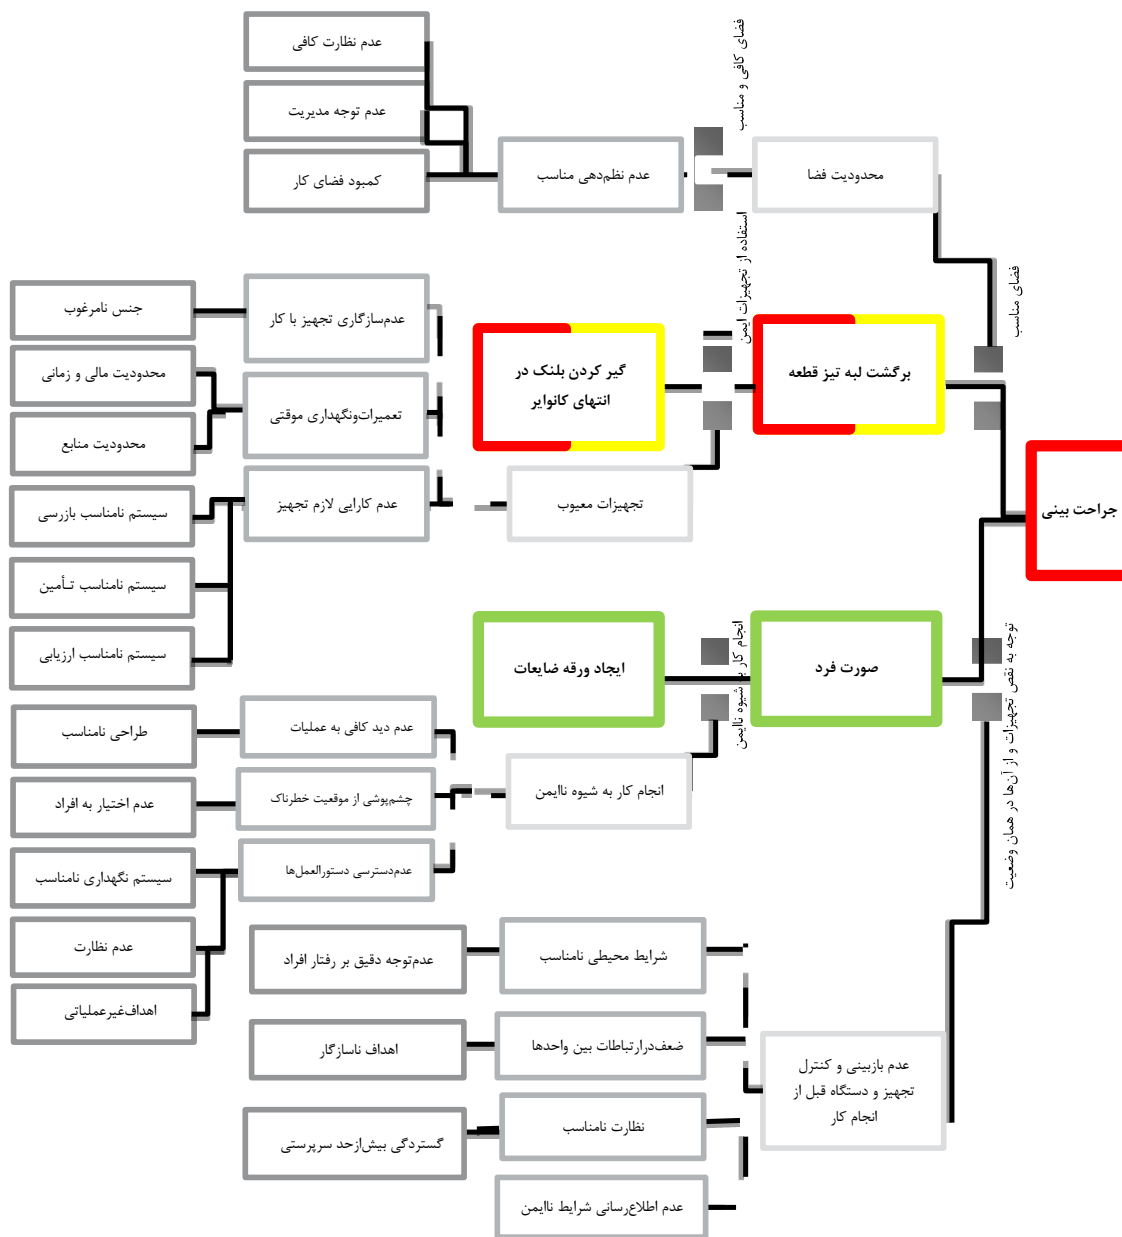 عدم نظارت کافی
عدم توجه مدیریت
کمبود فضای کار
عدم نظم‌دهی مناسب
فضای کافی و مناسب
محدودیت فضا
فضای مناسب
جنس نامرغوب
محدودیت مالی و زمانی
محدودیت منابع
عدم‌سازگاری تجهیز با کار
تعمیرات‌ونگهداری موقتی
عدم کارایی لازم تجهیز
سیستم نامناسب بازرسی
سیستم نامناسب تـأمین
سیستم نامناسب ارزیابی
گیر کردن بلنک در
انتهای کانوایر
استفاده از تجهیزات ایمن
برگشت لبه تیز قطعه
تجهیزات معیوب
جراحت بینی
ایجاد ورقه ضایعات
انجام کار به شیوه ناایمن
صورت فرد
توجه به نقص تجهیزات و از آن‌ها در همان وضعیت
طراحی نامناسب
عدم اختیار به افراد
سیستم نگهداری نامناسب
عدم نظارت
اهداف‌غیرعملیاتی
عدم دید کافی به عملیات
چشم‌پوشی از موقعیت خطرناک
عدم‌دسترسی دستورالعمل‌ها
انجام کار به شیوه ناایمن
عدم‌توجه دقیق بر رفتار افراد
اهداف ناسازگار
گستردگی بیش‌ازحد سرپرستی
شرایط محیطی نامناسب
ضعف‌درارتباطات بین واحدها
نظارت نامناسب
عدم اطلاع‌رسانی شرایط ناایمن
عدم بازبینی و کنترل
تجهیز و دستگاه قبل از
انجام کار